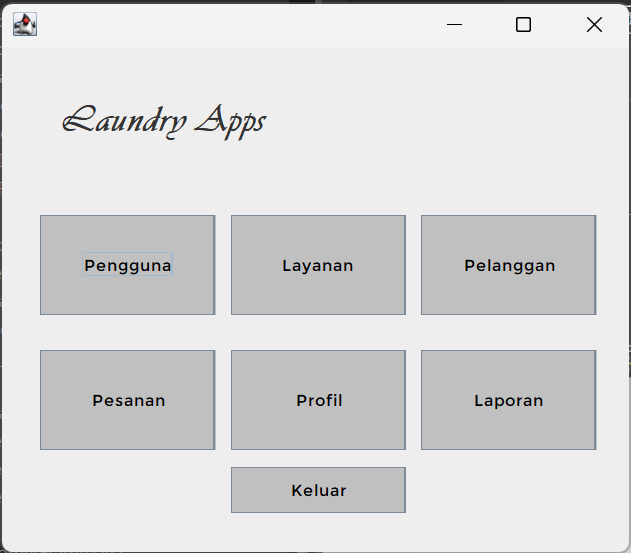 Laundry Apps
Pengguna
Layanan
Pelanggan
Pesanan
Profil
Laporan
Keluar